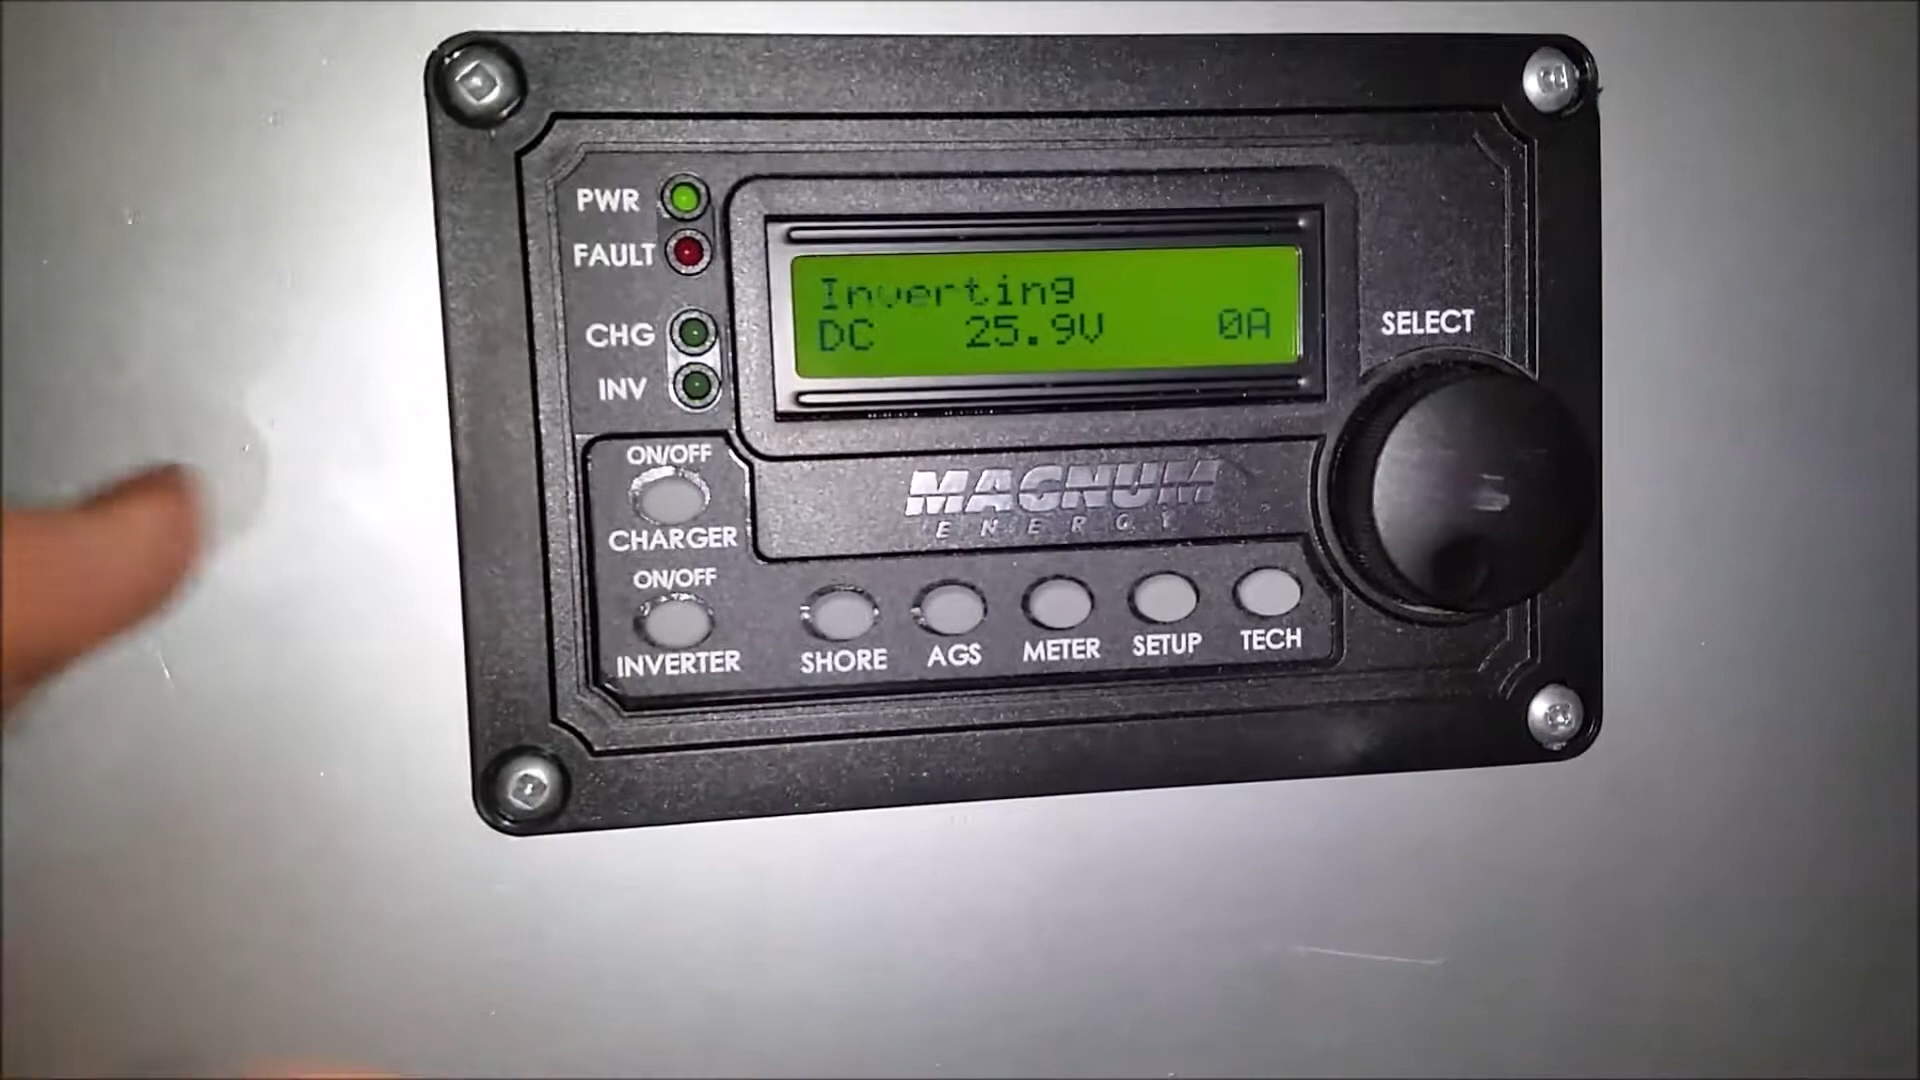 PWR
FAULT
CHG
INV
Inverting
DC 25.9V 0A
SELECT
ON/OFF
CHARGER
MAGNUM
ENERGY
ON/OFF
INVERTER
SHORE
AGS
METER
SETUP
TECH